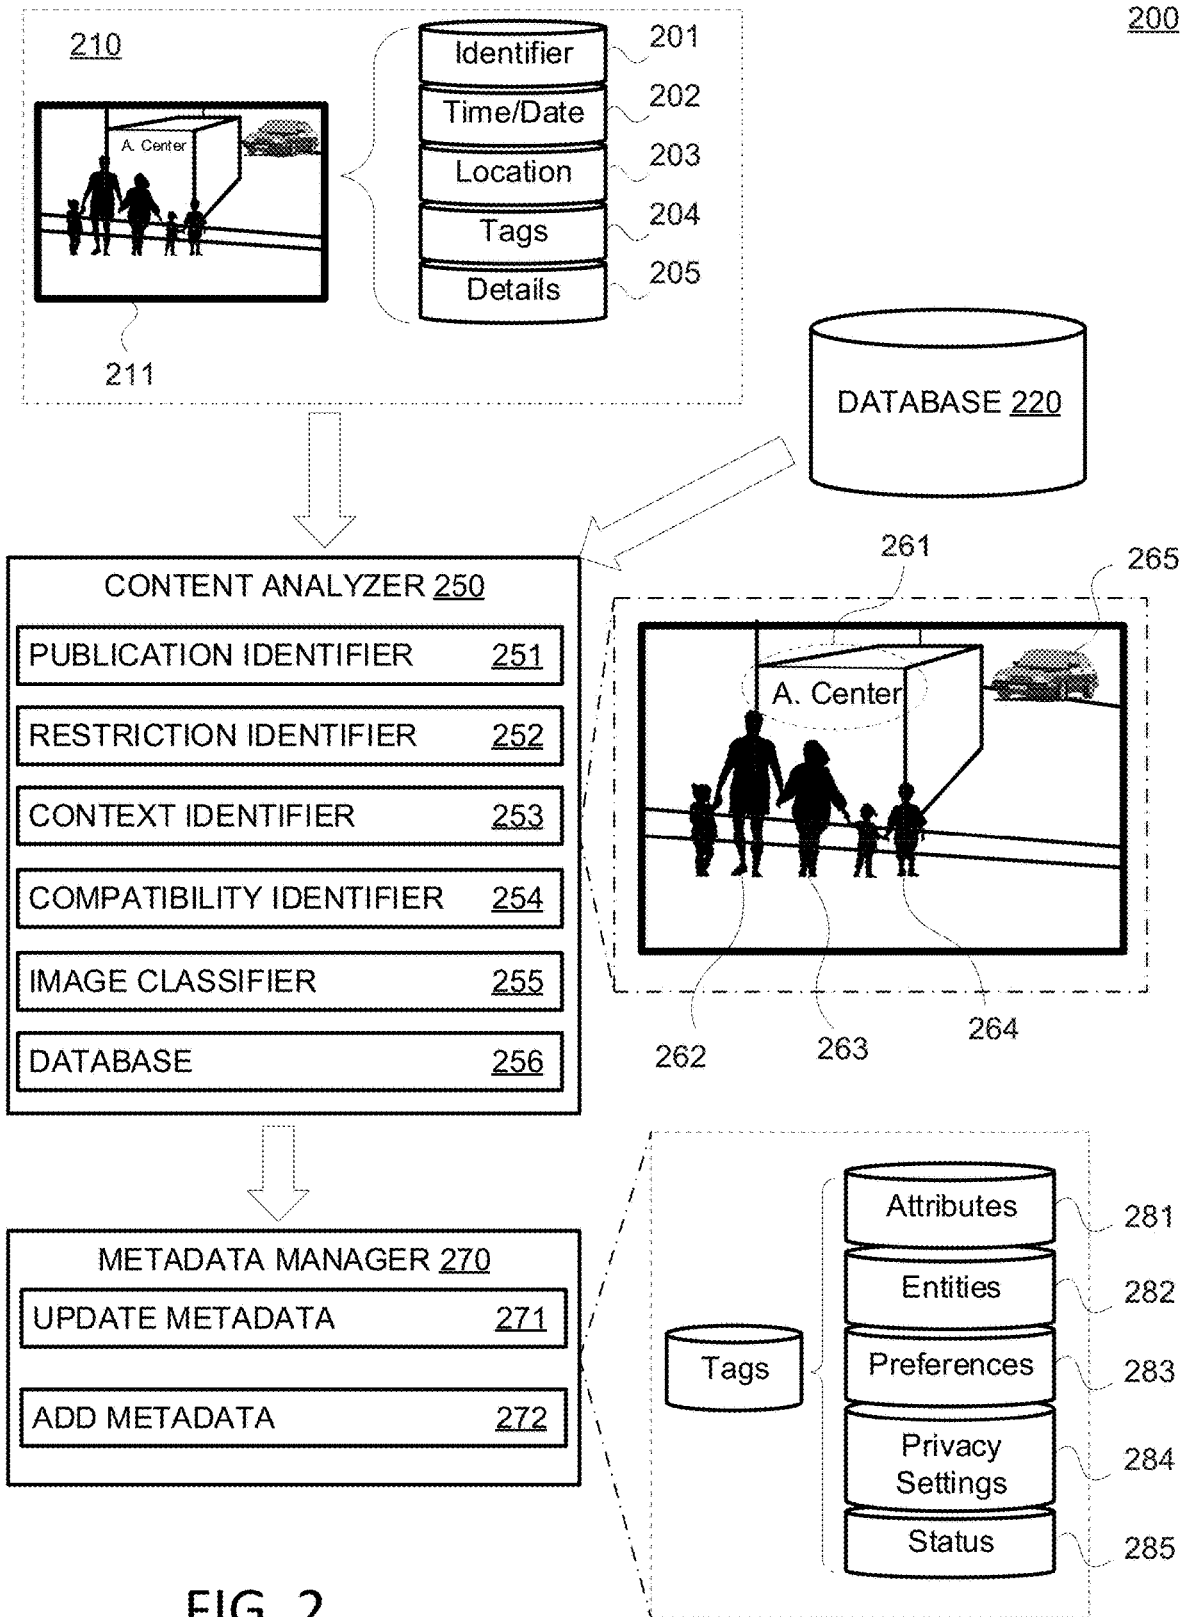 200
210
Identifier 201
Time/Date 202
Location 203
Tags 204
Details 205
A. Center
211
DATABASE 220
CONTENT ANALYZER 250
PUBLICATION IDENTIFIER 251
RESTRICTION IDENTIFIER 252
CONTEXT IDENTIFIER 253
COMPATIBILITY IDENTIFIER 254
IMAGE CLASSIFIER 255
DATABASE 256
261
265
A. Center
262
263
264
METADATA MANAGER 270
UPDATE METADATA 271
ADD METADATA 272
Tags
Attributes 281
Entities 282
Preferences 283
Privacy
Settings 284
Status 285
FIG. 2